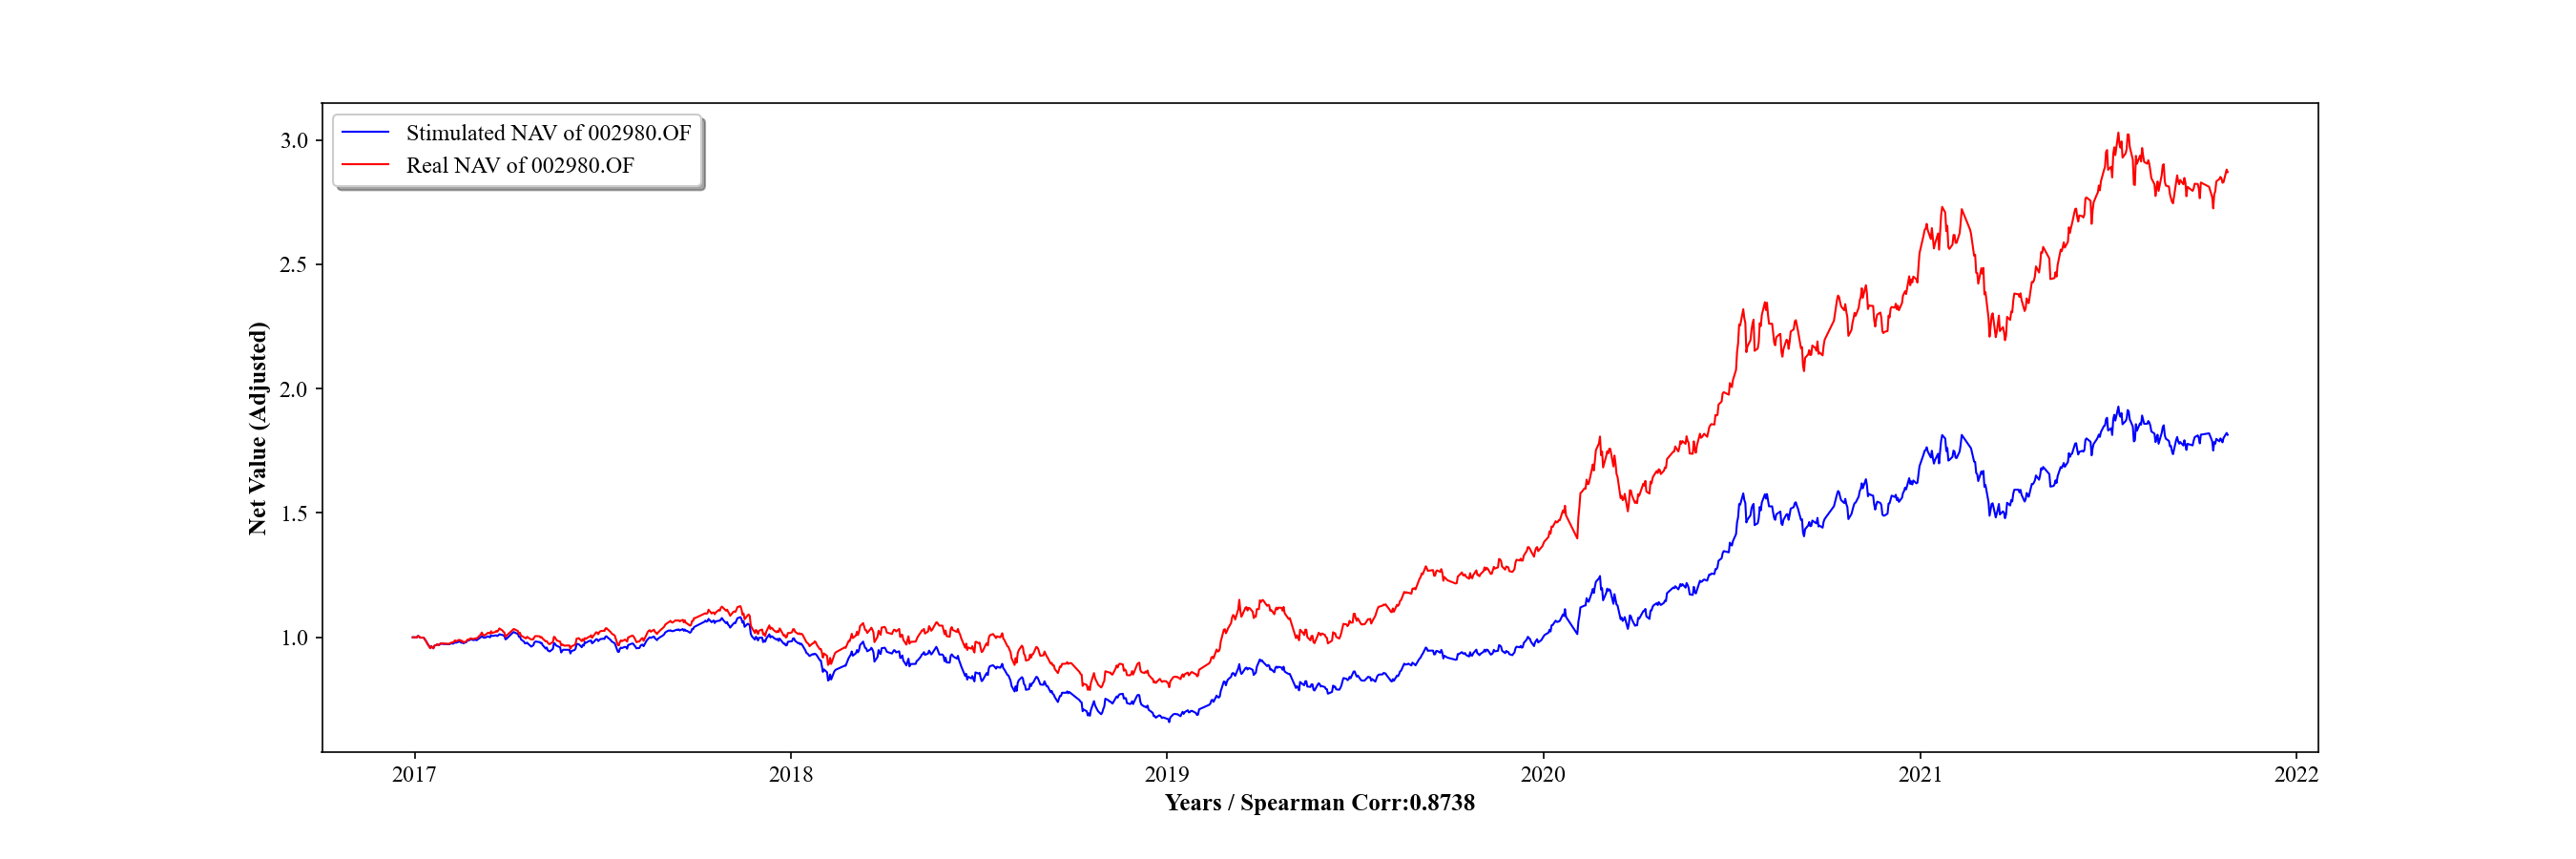 Stimulated NAV of 002980.OF
Real NAV of 002980.OF
3.0
2.5
2.0
1.5
1.0
Net Value (Adjusted)
2017 2018 2019 2020 2021 2022
Years / Spearman Corr:0.8738